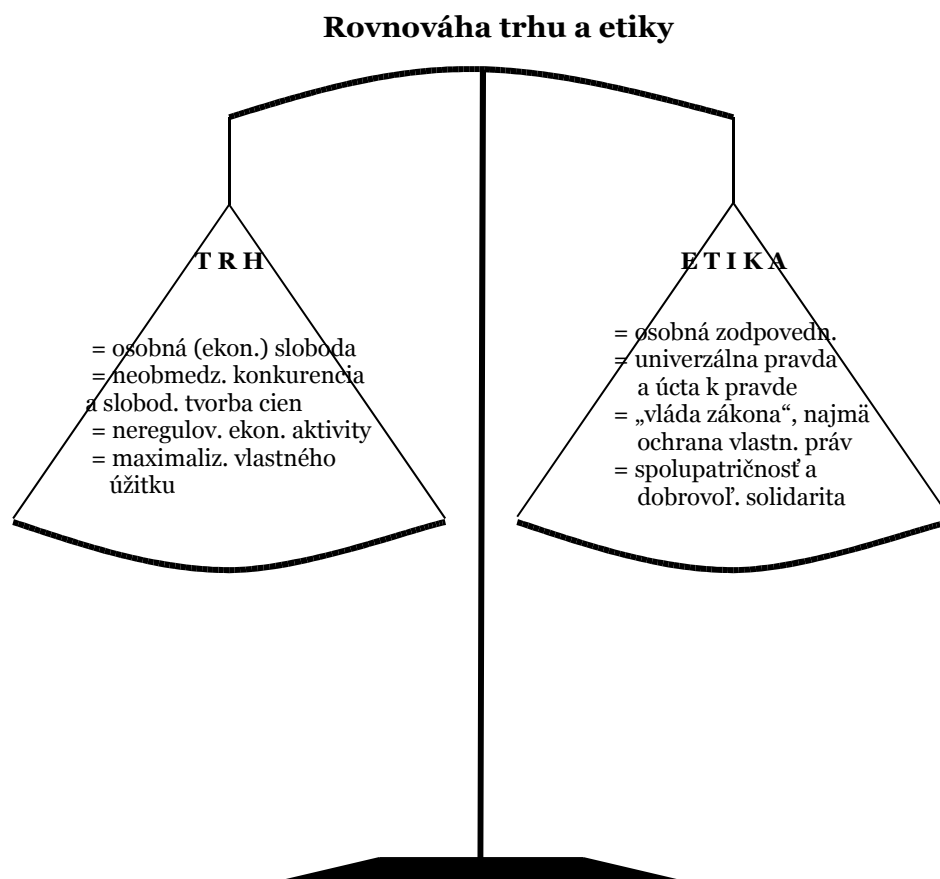 Rovnováha trhu a etiky
T R H
= osobná (ekon.) sloboda
= neobmedz. konkurencia
a slobod. tvorba cien
= neregulov. ekon. aktivity
= maximaliz. vlastného
úžitku
E T I K A
= osobná zodpovedn.
= univerzálna pravda
a úcta k pravde
= „vláda zákona“, najmä
ochrana vlastn. práv
= spolupatričnosť a
dobrovoľ. solidarita